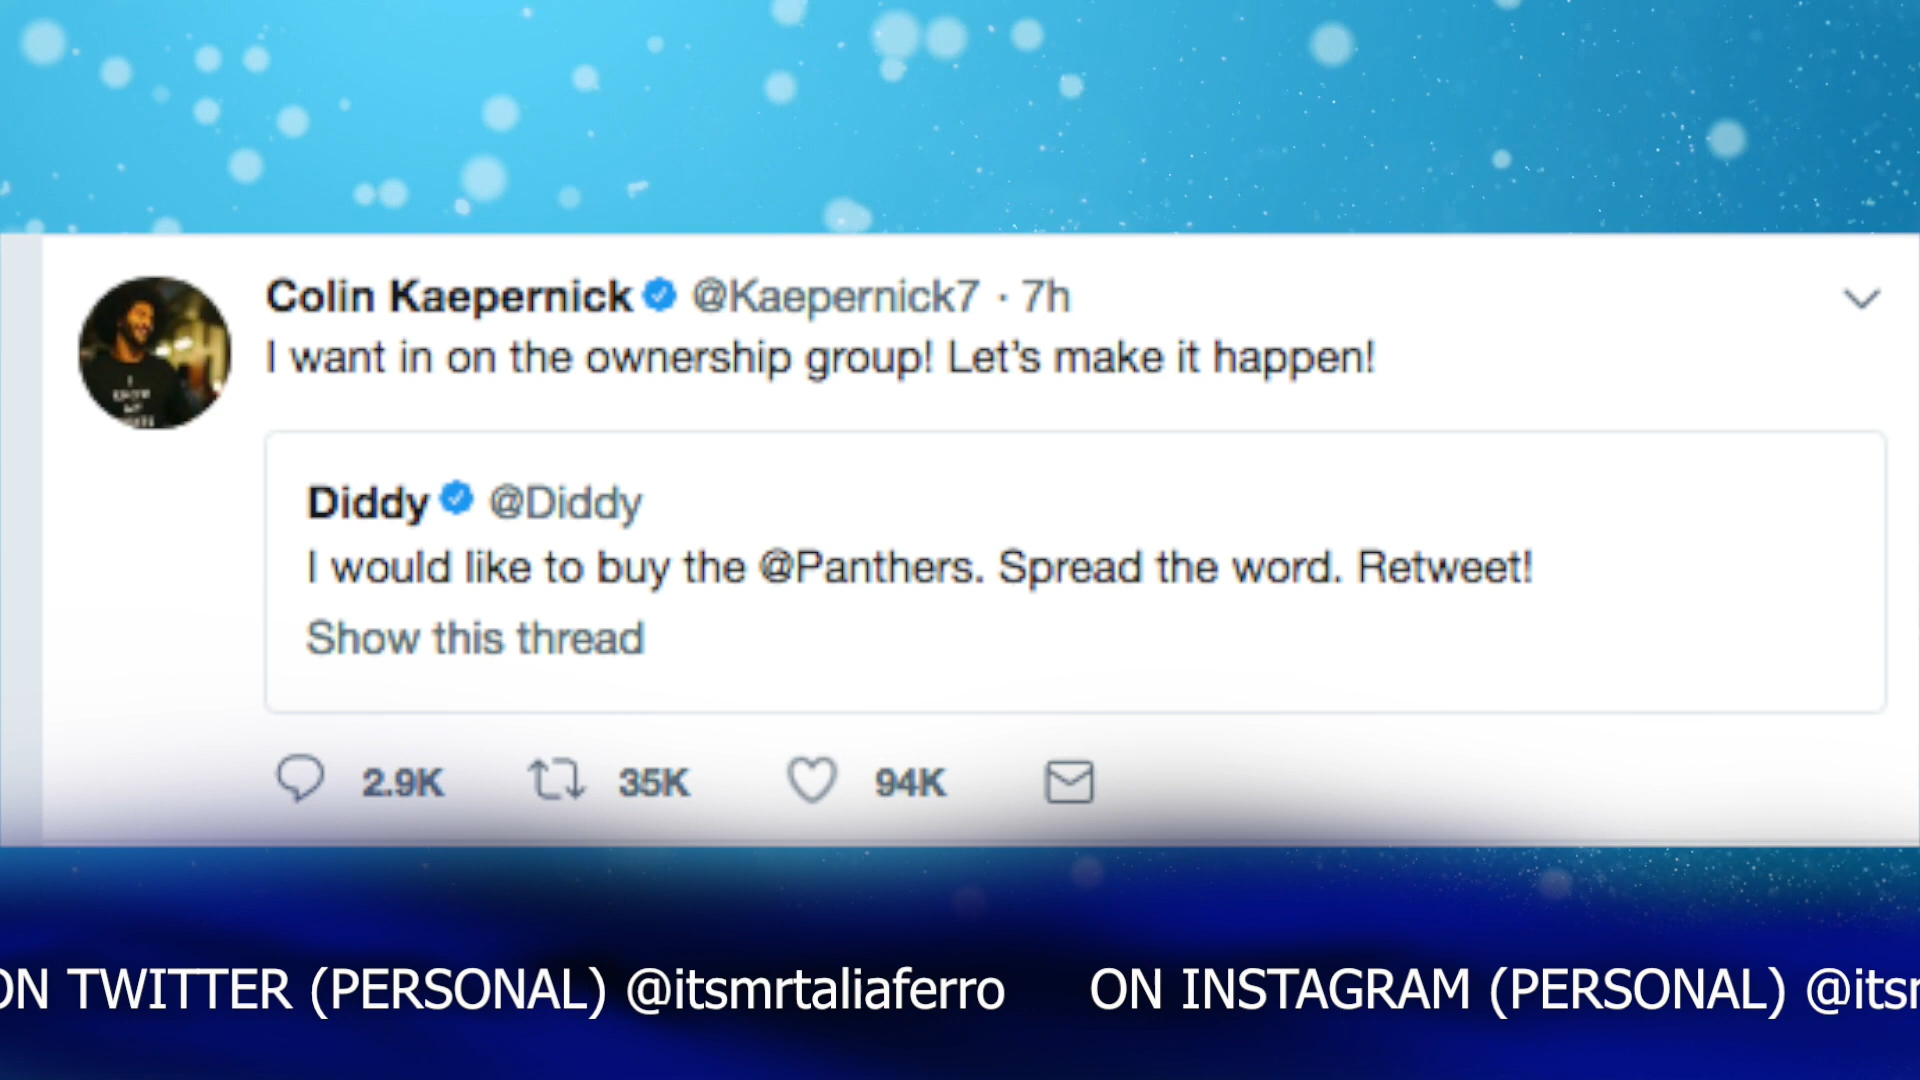 Colin Kaepernick @Kaepernick7 · 7h
I want in on the ownership group! Let's make it happen!
Diddy @Diddy
I would like to buy the @Panthers. Spread the word. Retweet!
Show this thread
2.9K 35K 94K
ON TWITTER (PERSONAL) @itsmrtaliaferro ON INSTAGRAM (PERSONAL)